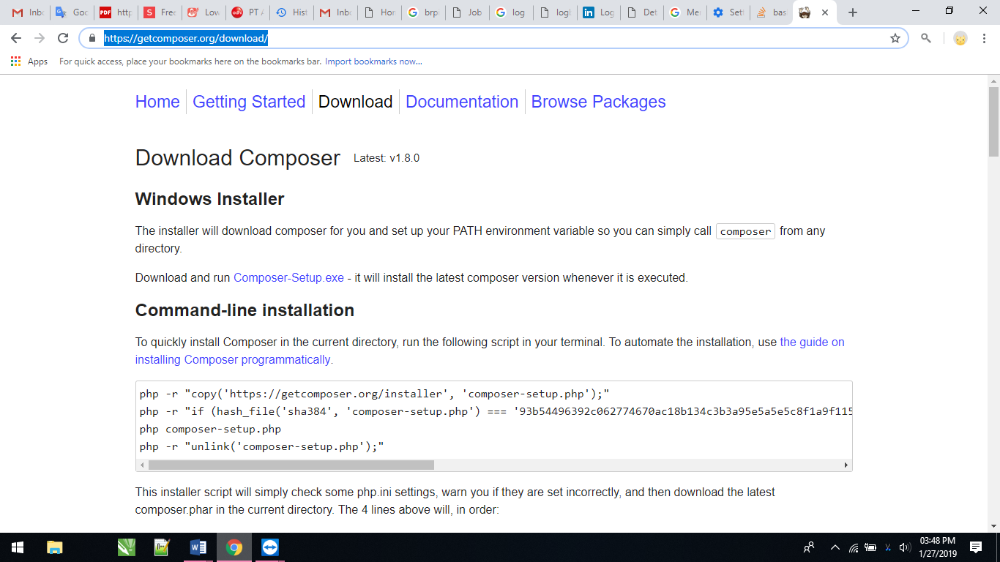 Inbo Goo PDF http S Free Low PT A Hist Inbo Hon brp Job log logi Log Det Mer Sett bas
https://getcomposer.org/download/
Apps For quick access, place your bookmarks here on the bookmarks bar. Import bookmarks now...
Home Getting Started Download Documentation Browse Packages
Download Composer Latest: v1.8.0
Windows Installer
The installer will download composer for you and set up your PATH environment variable so you can simply call composer from any
directory.
Download and run Composer-Setup.exe - it will install the latest composer version whenever it is executed.
Command-line installation
To quickly install Composer in the current directory, run the following script in your terminal. To automate the installation, use the guide on
installing Composer programmatically.
php -r "copy('https://getcomposer.org/installer', 'composer-setup.php');"
php -r "if (hash_file('sha384', 'composer-setup.php') === '93b54496392c062774670ac18b134c3b3a95e5a5e5c8f1a9f115
php composer-setup.php
php -r "unlink('composer-setup.php');"
This installer script will simply check some php.ini settings, warn you if they are set incorrectly, and then download the latest
composer.phar in the current directory. The 4 lines above will, in order:
03:48 PM
1/27/2019